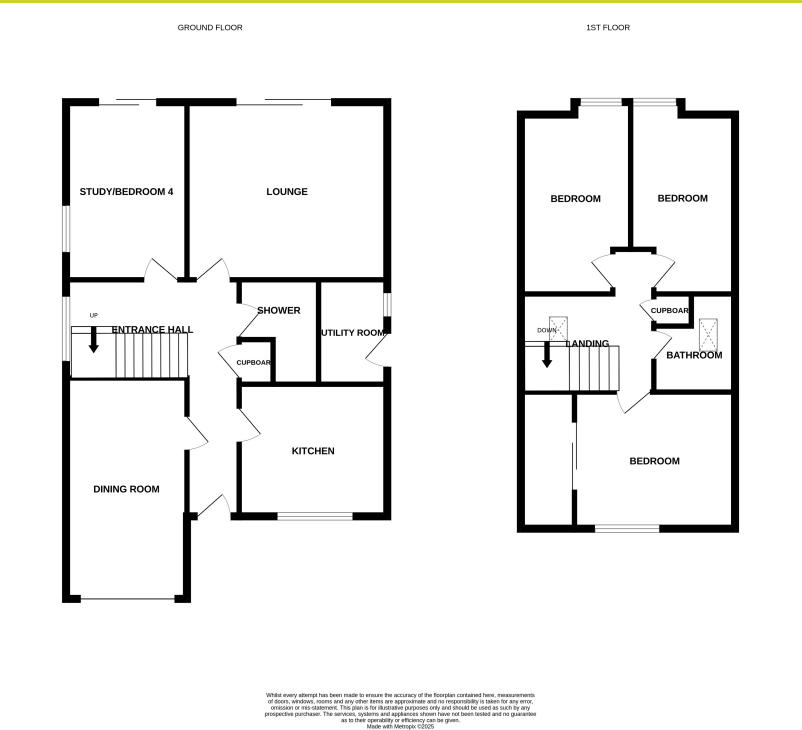 GROUND FLOOR
1ST FLOOR
STUDY/BEDROOM 4
LOUNGE
BEDROOM
BEDROOM
UP
ENTRANCE HALL
SHOWER
UTILITY ROOM
CUPBOAR
DOWN
LANDING
CUPBOAR
BATHROOM
DINING ROOM
KITCHEN
BEDROOM
Whilst every attempt has been made to ensure the accuracy of the floorplan contained here, measurements
of doors, windows, rooms and any other items are approximate and no responsibility is taken for any error,
omission or mis-statement. This plan is for illustrative purposes only and should be used as such by any
prospective purchaser. The services, systems and appliances shown have not been tested and no guarantee
as to their operability or efficiency can be given.
Made with Metropix ©2025